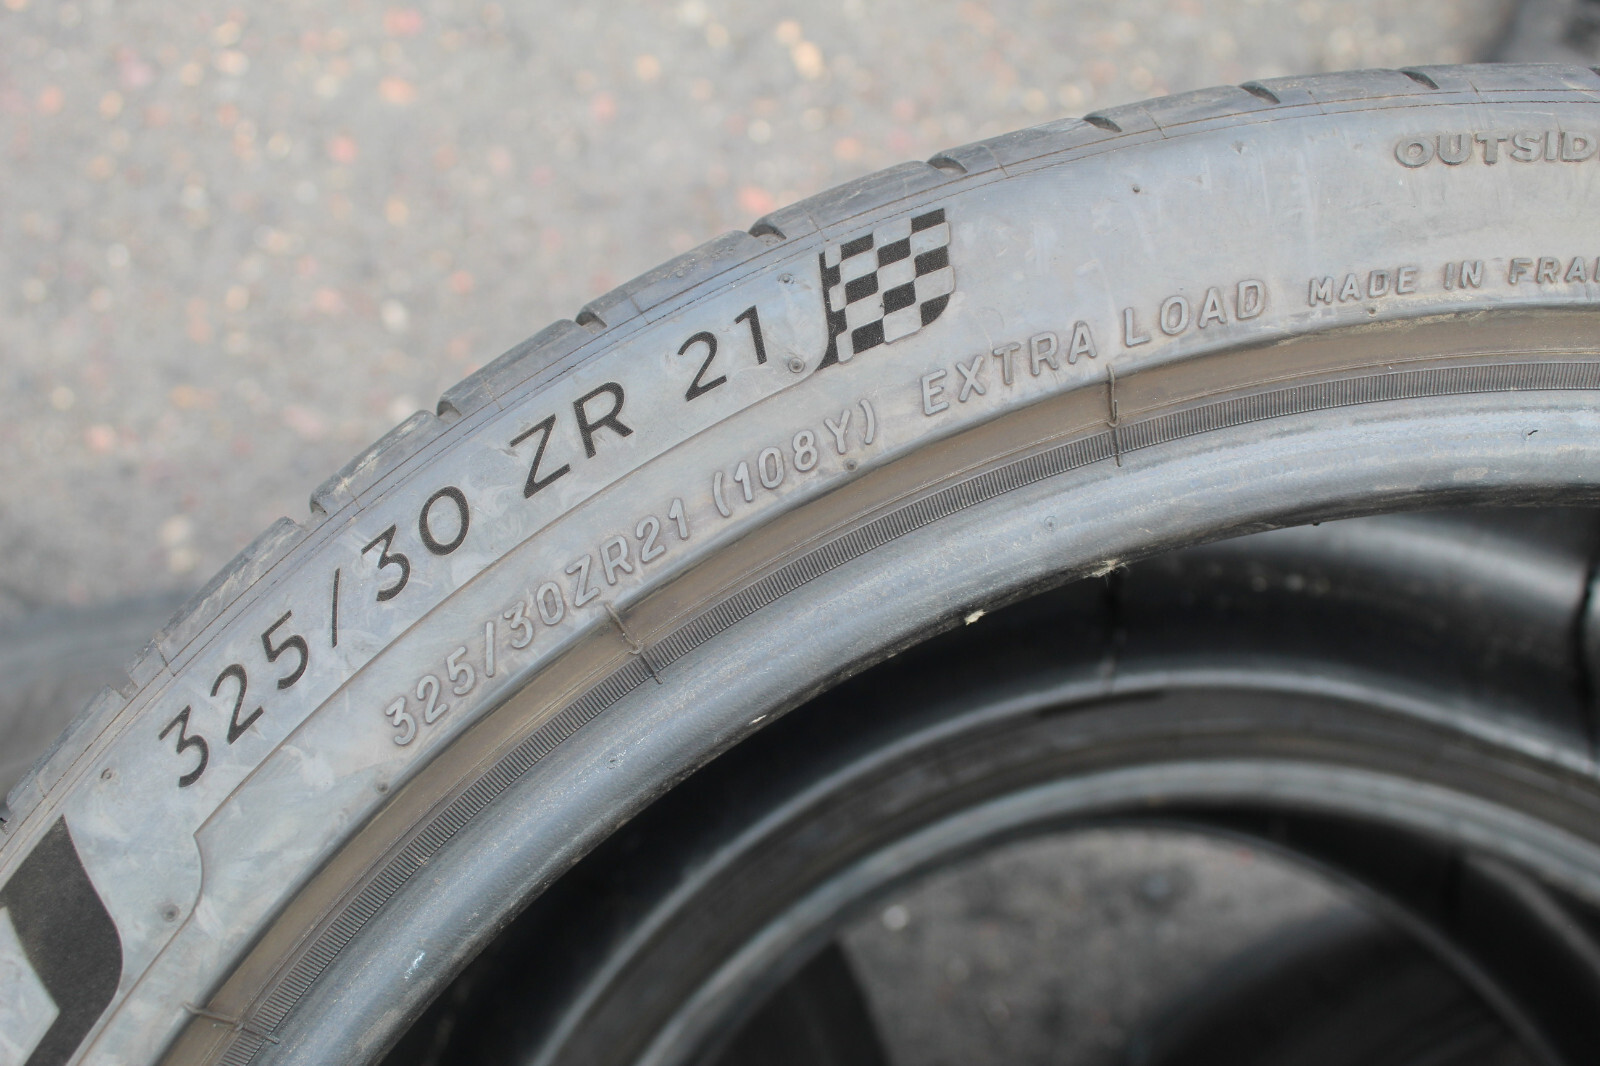 325/30 ZR 21
325/30ZR21 (108Y) EXTRA LOAD MADE IN FRA
OUTSID